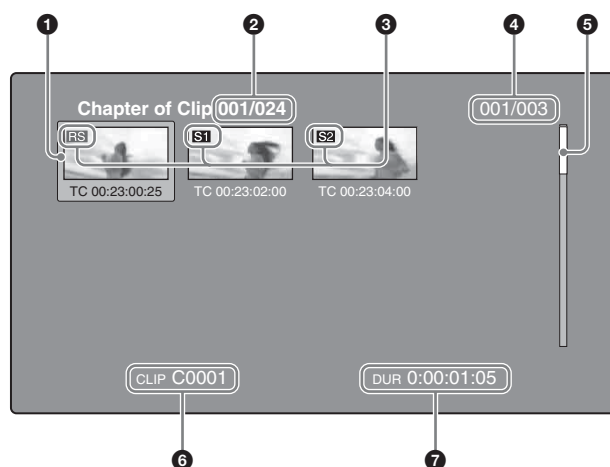 1 2 3 4 5
Chapter of Clip 001/024 001/003
RS S1 S2
TC 00:23:00:25 TC 00:23:02:00 TC 00:23:04:00
CLIP C0001 DUR 0:00:01:05
6 7